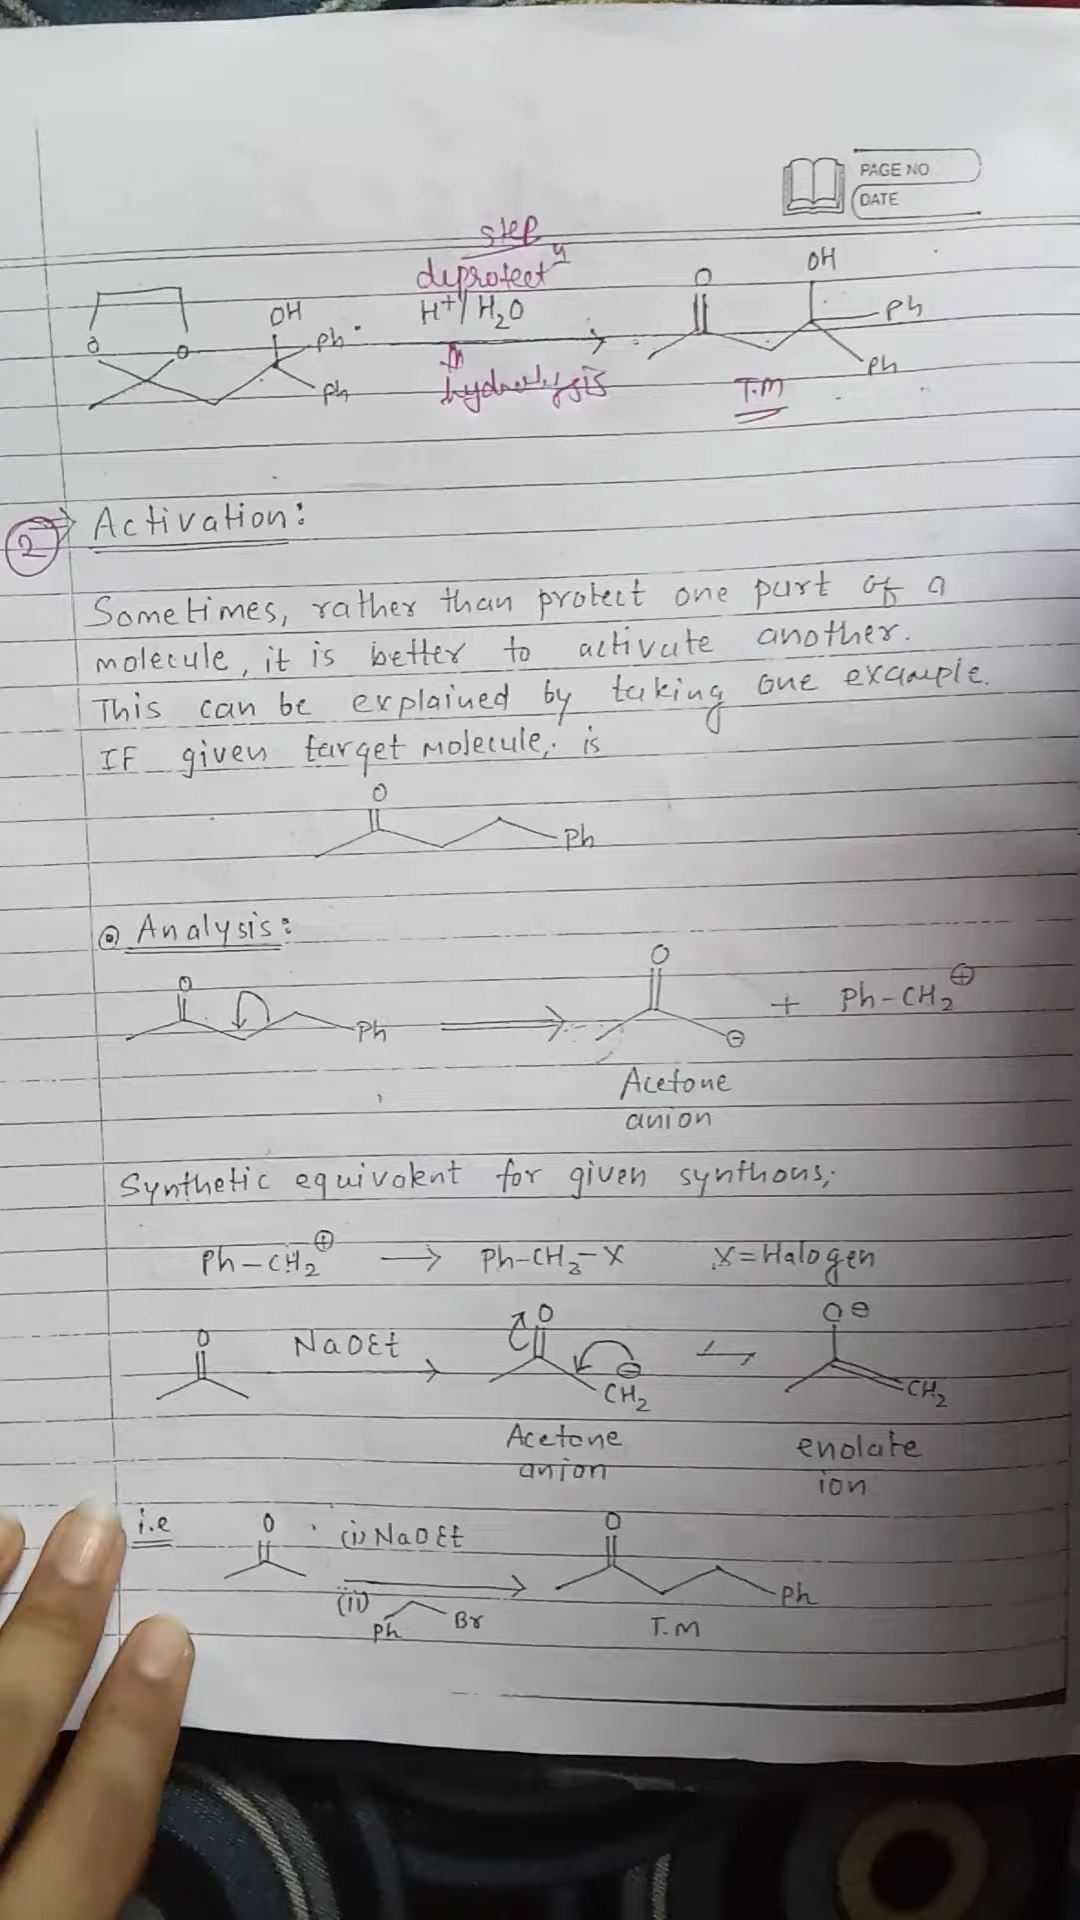 PAGE NO.
DATE
step
deprotectⁿ
H⁺/H₂O
OH
Ph
O O
Ph
hydrolysis
O OH
Ph
Ph
T.M
② Activation:
Sometimes, rather than protect one part of a
molecule, it is better to activate another.
This can be explained by taking one example.
IF given target molecule, is
O
Ph
Analysis:
O
Ph ⟹ O ⊖ + Ph-CH₂⊕
Acetone
anion
Synthetic equivalent for given synthons;
Ph-CH₂⊕ → Ph-CH₂-X X=Halogen
O NaOEt → O ⊖ CH₂ ⇌ O⊖ CH₂
Acetone enolate
anion ion
i.e O (i) NaOEt O
(ii) Ph Br → Ph
T.M